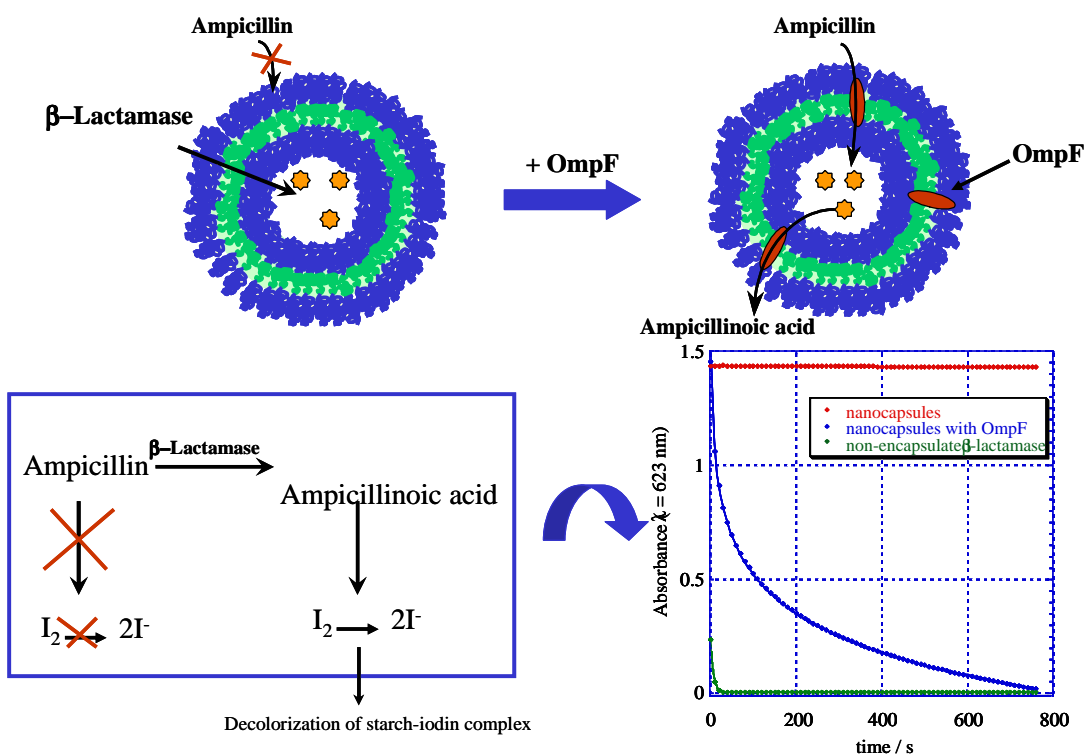 Ampicillin
β–Lactamase
+ OmpF
Ampicillin
OmpF
Ampicillinoic acid
Ampicillin
β–Lactamase
Ampicillinoic acid
I2
2I-
I2
2I-
Decolorization of starch-iodin complex
1.5
1
0.5
0
Absorbance λ = 623 nm)
nanocapsules
nanocapsules with OmpF
non-encapsulateβ-lactamase
0
200
400
600
800
time / s